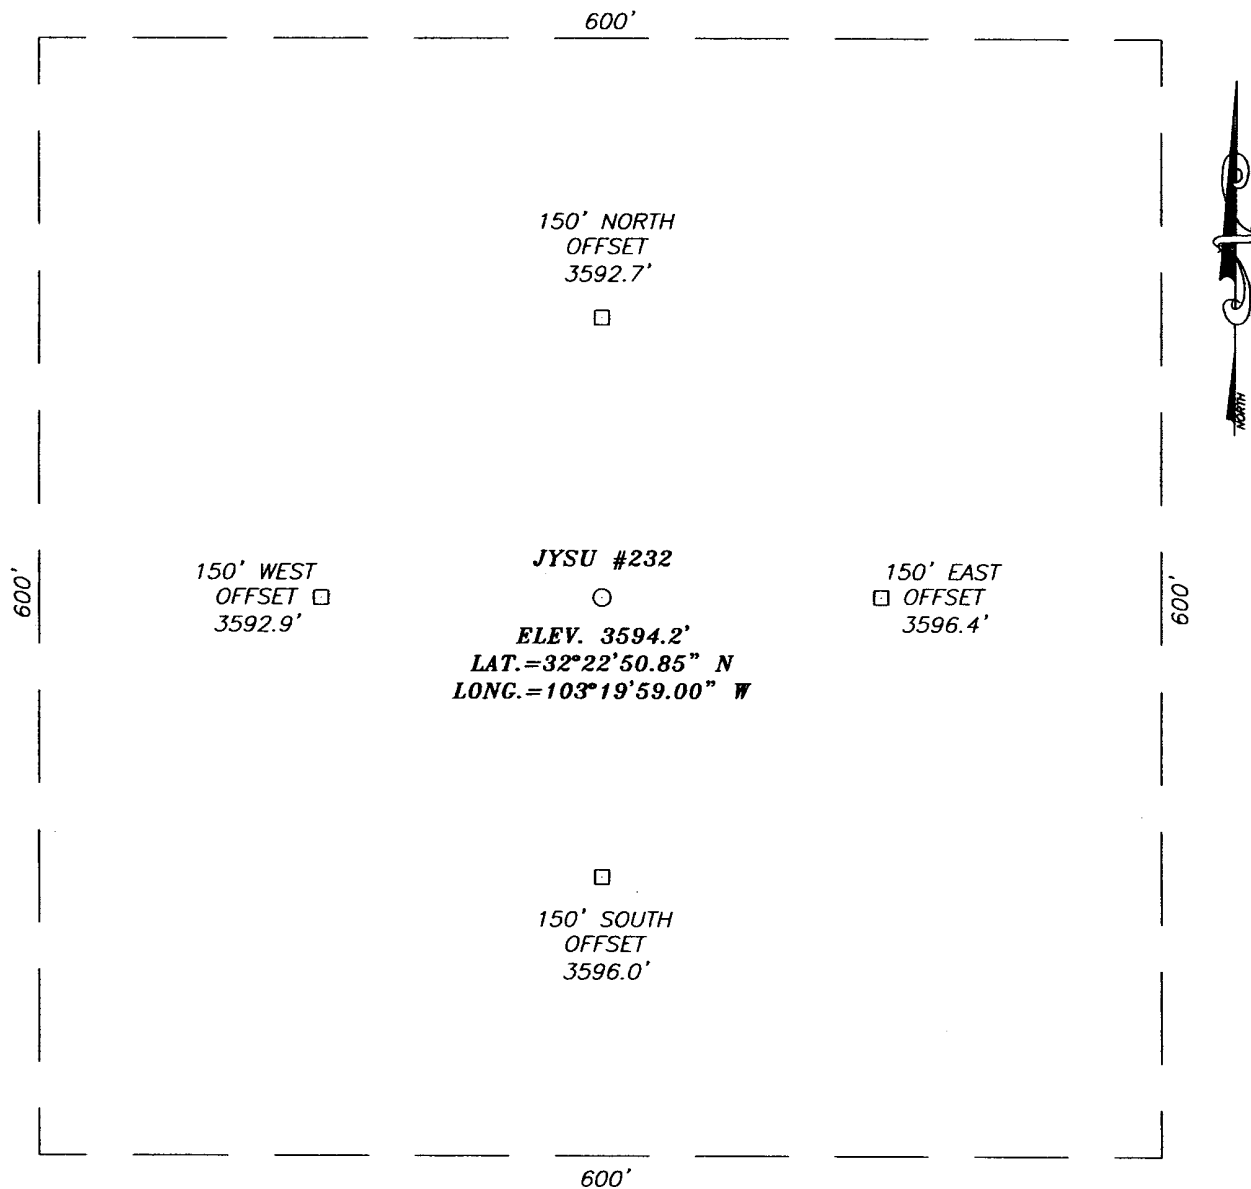 600'
150' NORTH
OFFSET
3592.7'
NORTH
150' WEST
OFFSET
3592.9'
600'
JYSU #232
ELEV. 3594.2'
LAT.=32°22'50.85" N
LONG.=103°19'59.00" W
150' EAST
OFFSET
3596.4'
600'
150' SOUTH
OFFSET
3596.0'
600'